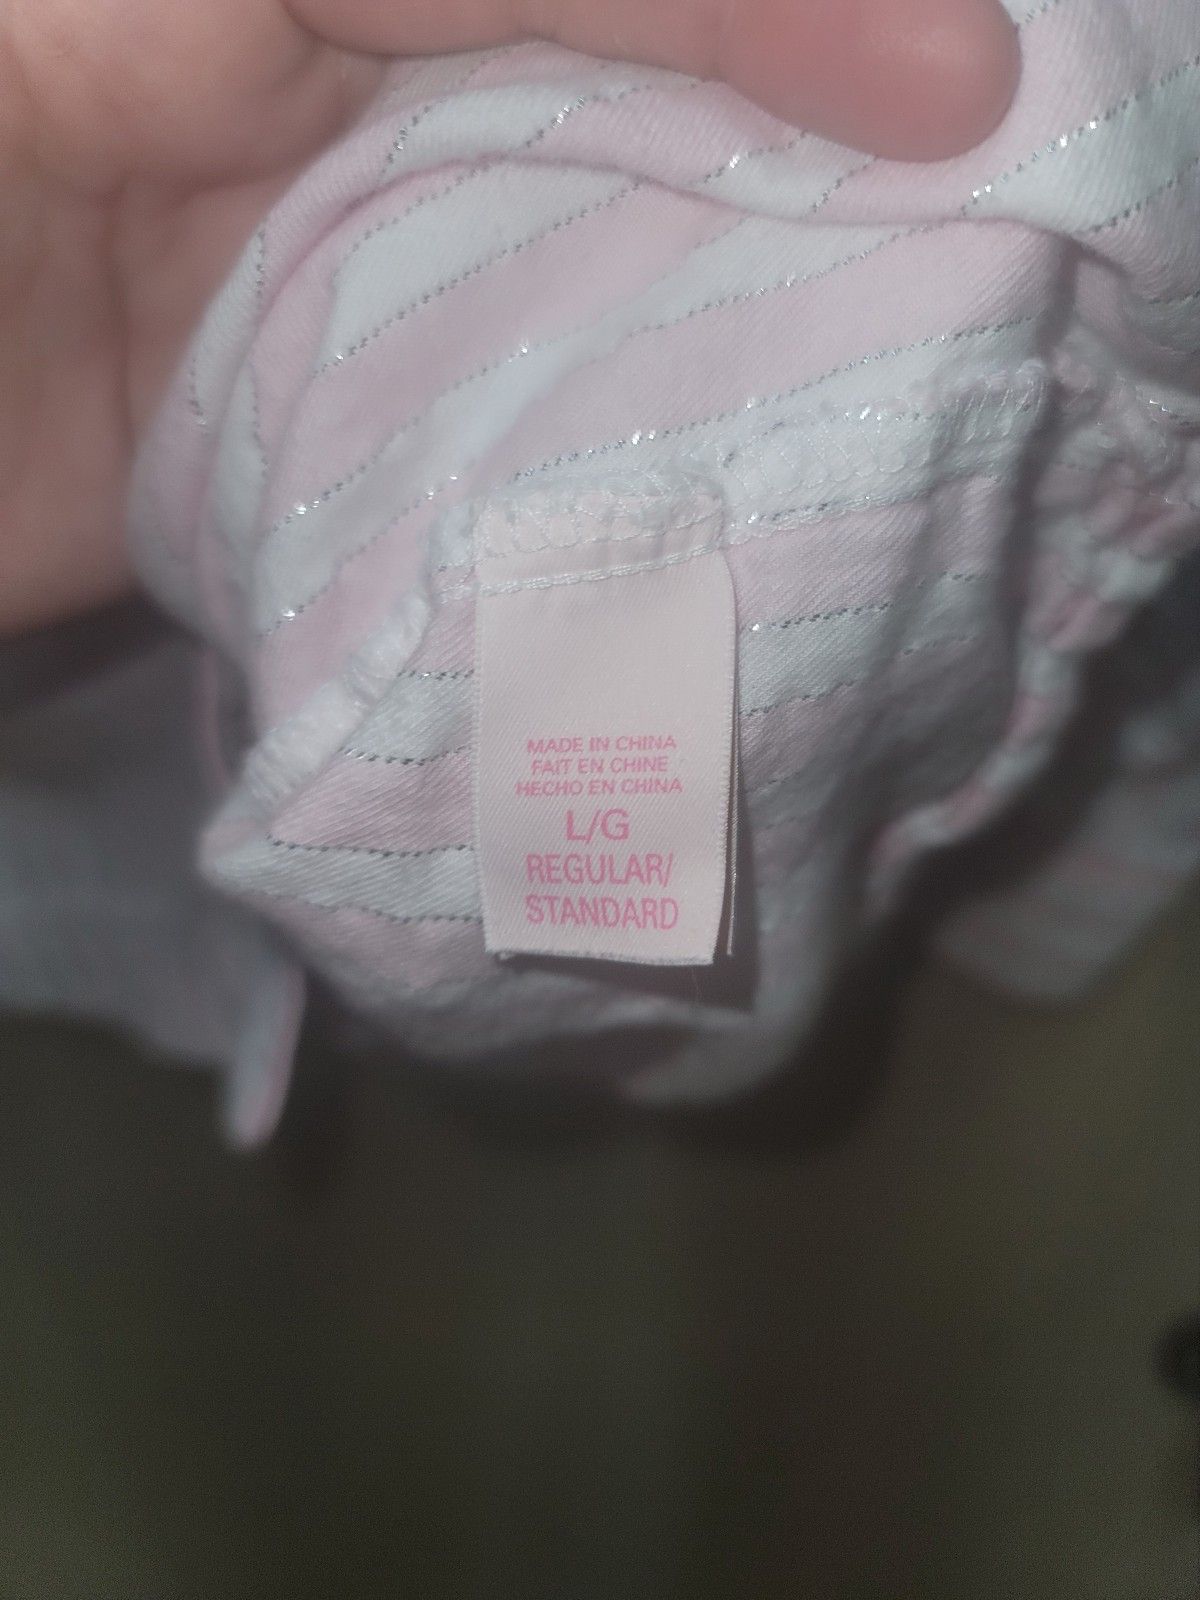 MADE IN CHINA
FAIT EN CHINE
HECHO EN CHINA
L/G
REGULAR/
STANDARD